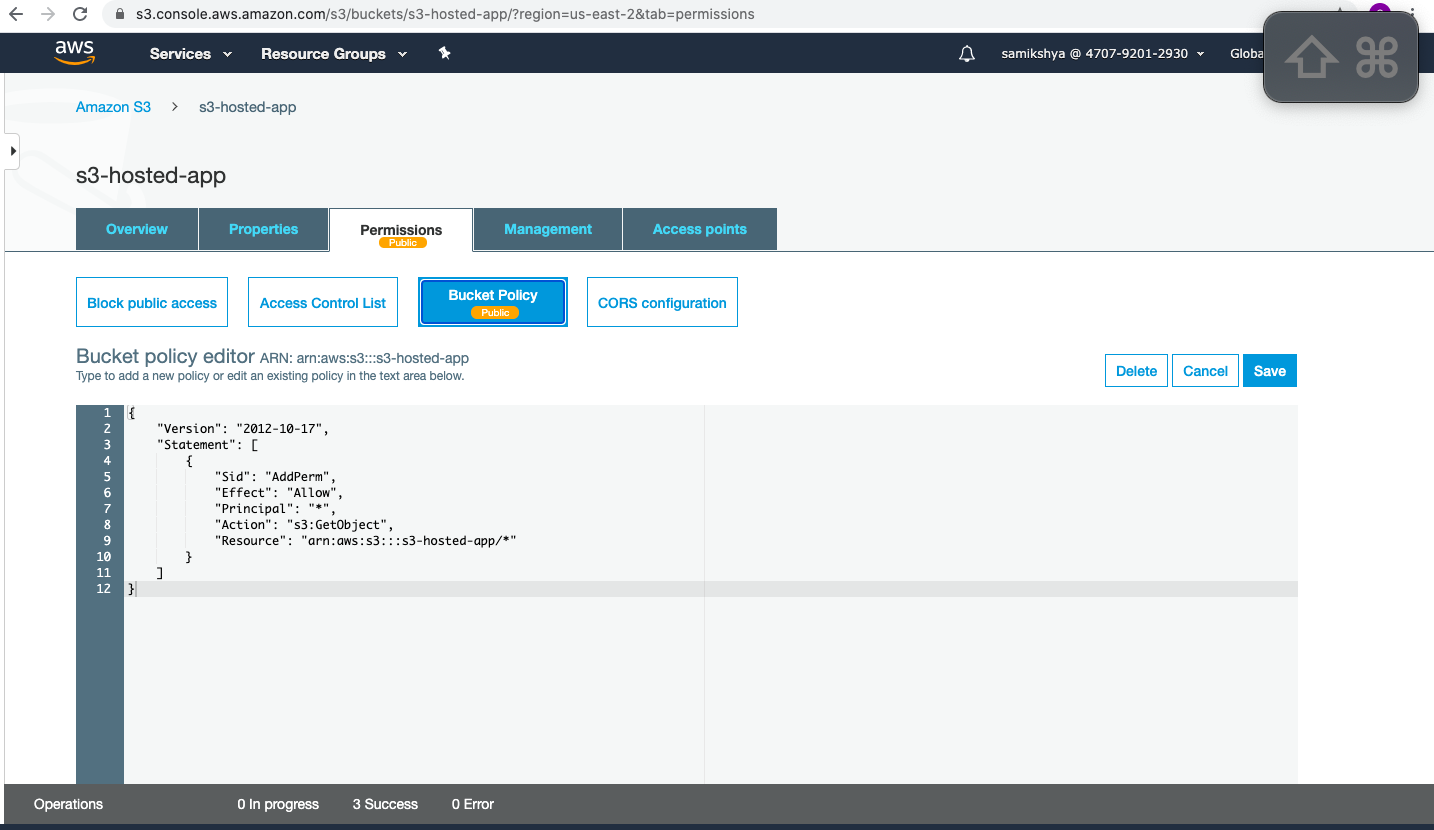 s3.console.aws.amazon.com/s3/buckets/s3-hosted-app/?region=us-east-2&tab=permissions
aws Services Resource Groups samikshya @ 4707-9201-2930 Globa
Amazon S3 > s3-hosted-app
s3-hosted-app
Overview Properties Permissions Management Access points
Public
Block public access Access Control List Bucket Policy CORS configuration
Public
Bucket policy editor ARN: arn:aws:s3:::s3-hosted-app
Type to add a new policy or edit an existing policy in the text area below.
Delete Cancel Save
1 {
2 "Version": "2012-10-17",
3 "Statement": [
4 {
5 "Sid": "AddPerm",
6 "Effect": "Allow",
7 "Principal": "*",
8 "Action": "s3:GetObject",
9 "Resource": "arn:aws:s3:::s3-hosted-app/*"
10 }
11 ]
12 }
Operations 0 In progress 3 Success 0 Error